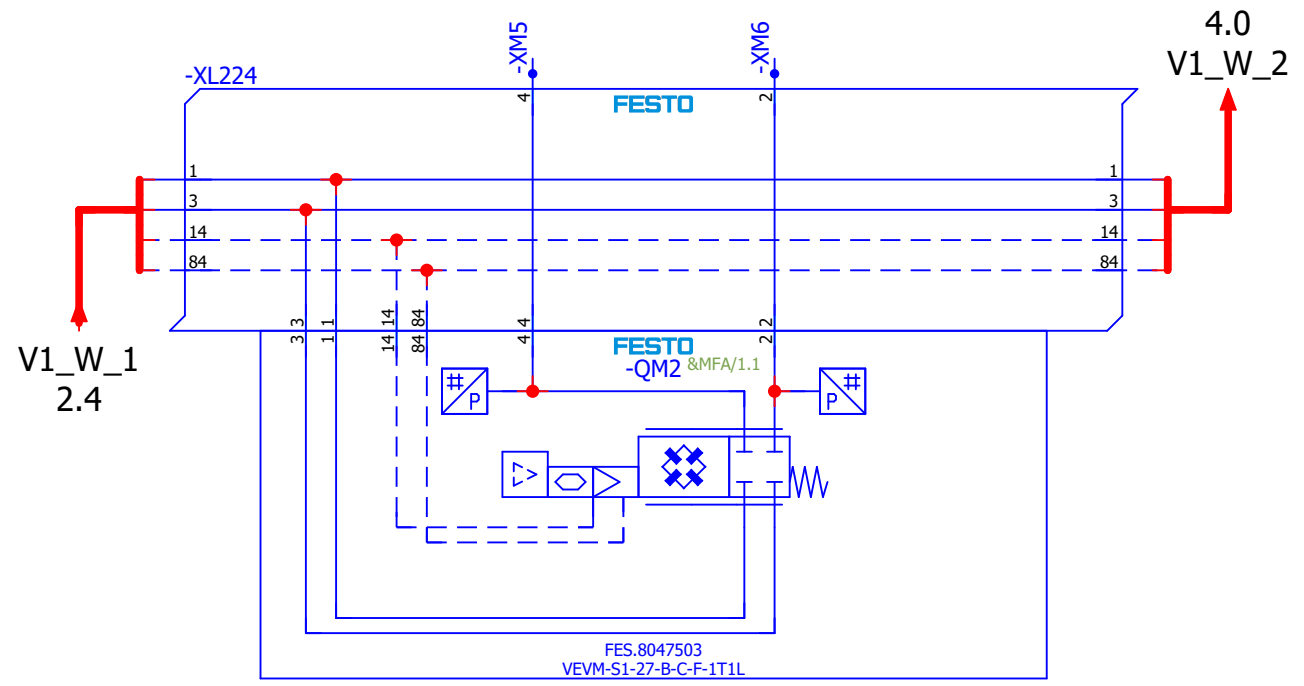 4.0
V1_W_2
-XM5
-XM6
-XL224
4
FESTO
2
1
1
3
3
14
14
84
84
3 3
1 1
14 14
84 84
4 4
2 2
V1_W_1
2.4
FESTO
-QM2 &MFA/1.1
#
P
#
P
FES.8047503
VEVM-S1-27-B-C-F-1T1L